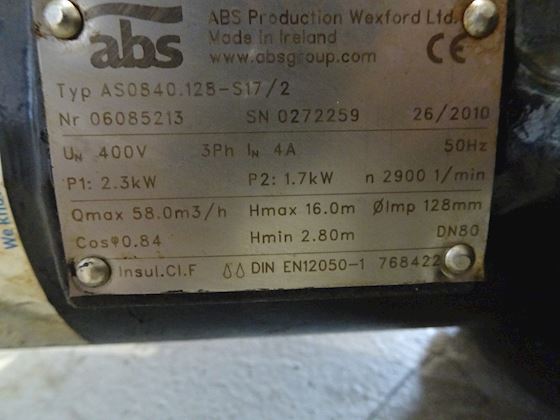 abs
ABS Production Wexford Ltd.
Made in Ireland
www.absgroup.com
CE
Typ AS0840.128-S17/2
Nr 06085213 SN 0272259 26/2010
UN 400V 3Ph IN 4A 50Hz
P1: 2.3kW P2: 1.7kW n 2900 1/min
Qmax 58.0m3/h Hmax 16.0m ØImp 128mm
Cosφ0.84 Hmin 2.80m DN80
Insul.Cl.F DIN EN12050-1 768422